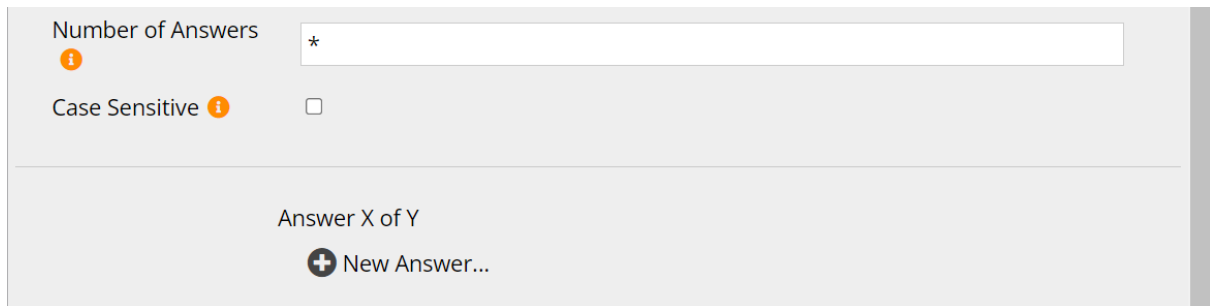 Number of Answers
*
Case Sensitive
Answer X of Y
New Answer...